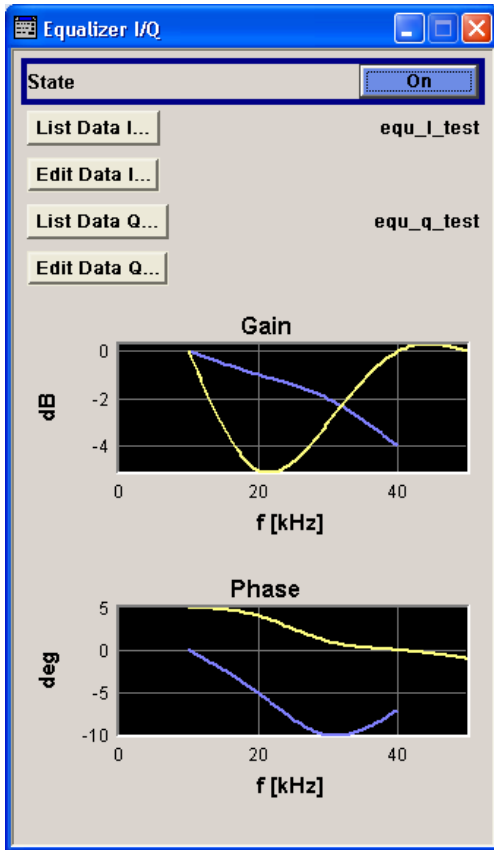 Equalizer I/Q
State On
List Data I... equ_I_test
Edit Data I...
List Data Q... equ_q_test
Edit Data Q...
Gain
0
-2
-4
dB
0 20 40
f [kHz]
Phase
5
0
-5
-10
deg
0 20 40
f [kHz]